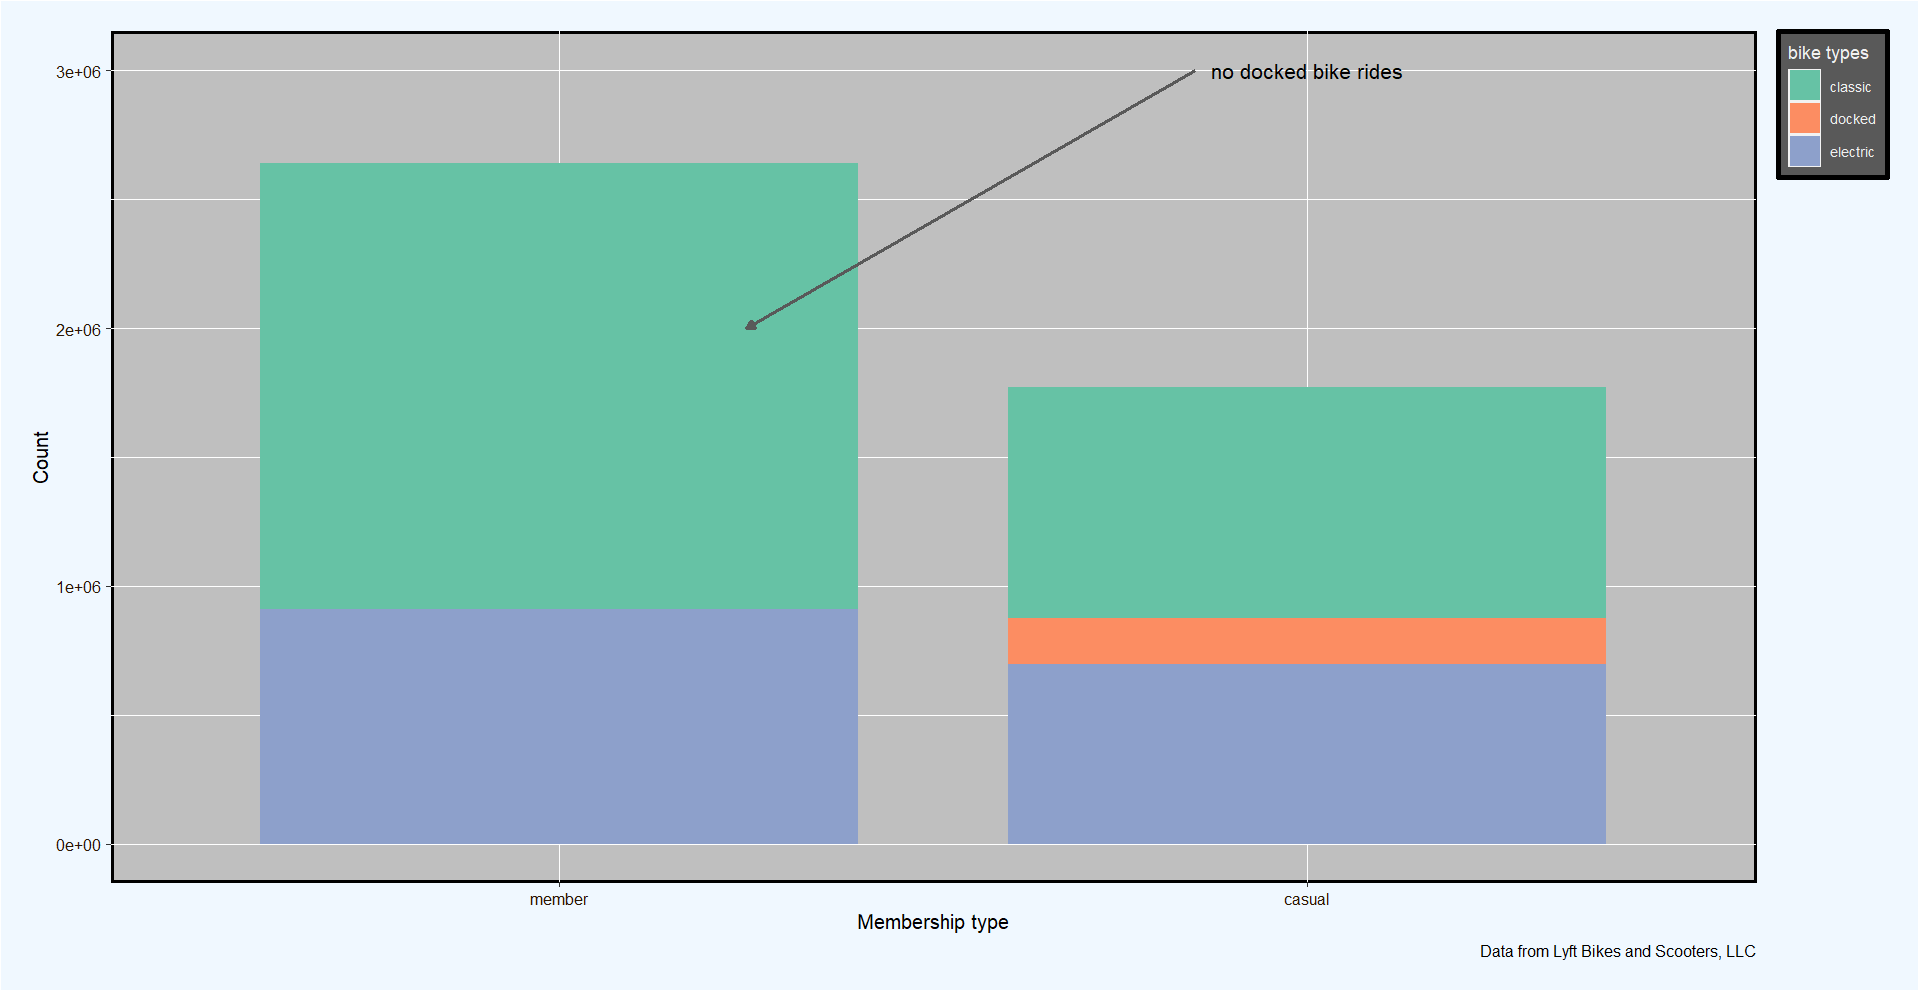 3e+06
2e+06
1e+06
0e+00
Count
no docked bike rides
member
casual
Membership type
Data from Lyft Bikes and Scooters, LLC
bike types
classic
docked
electric